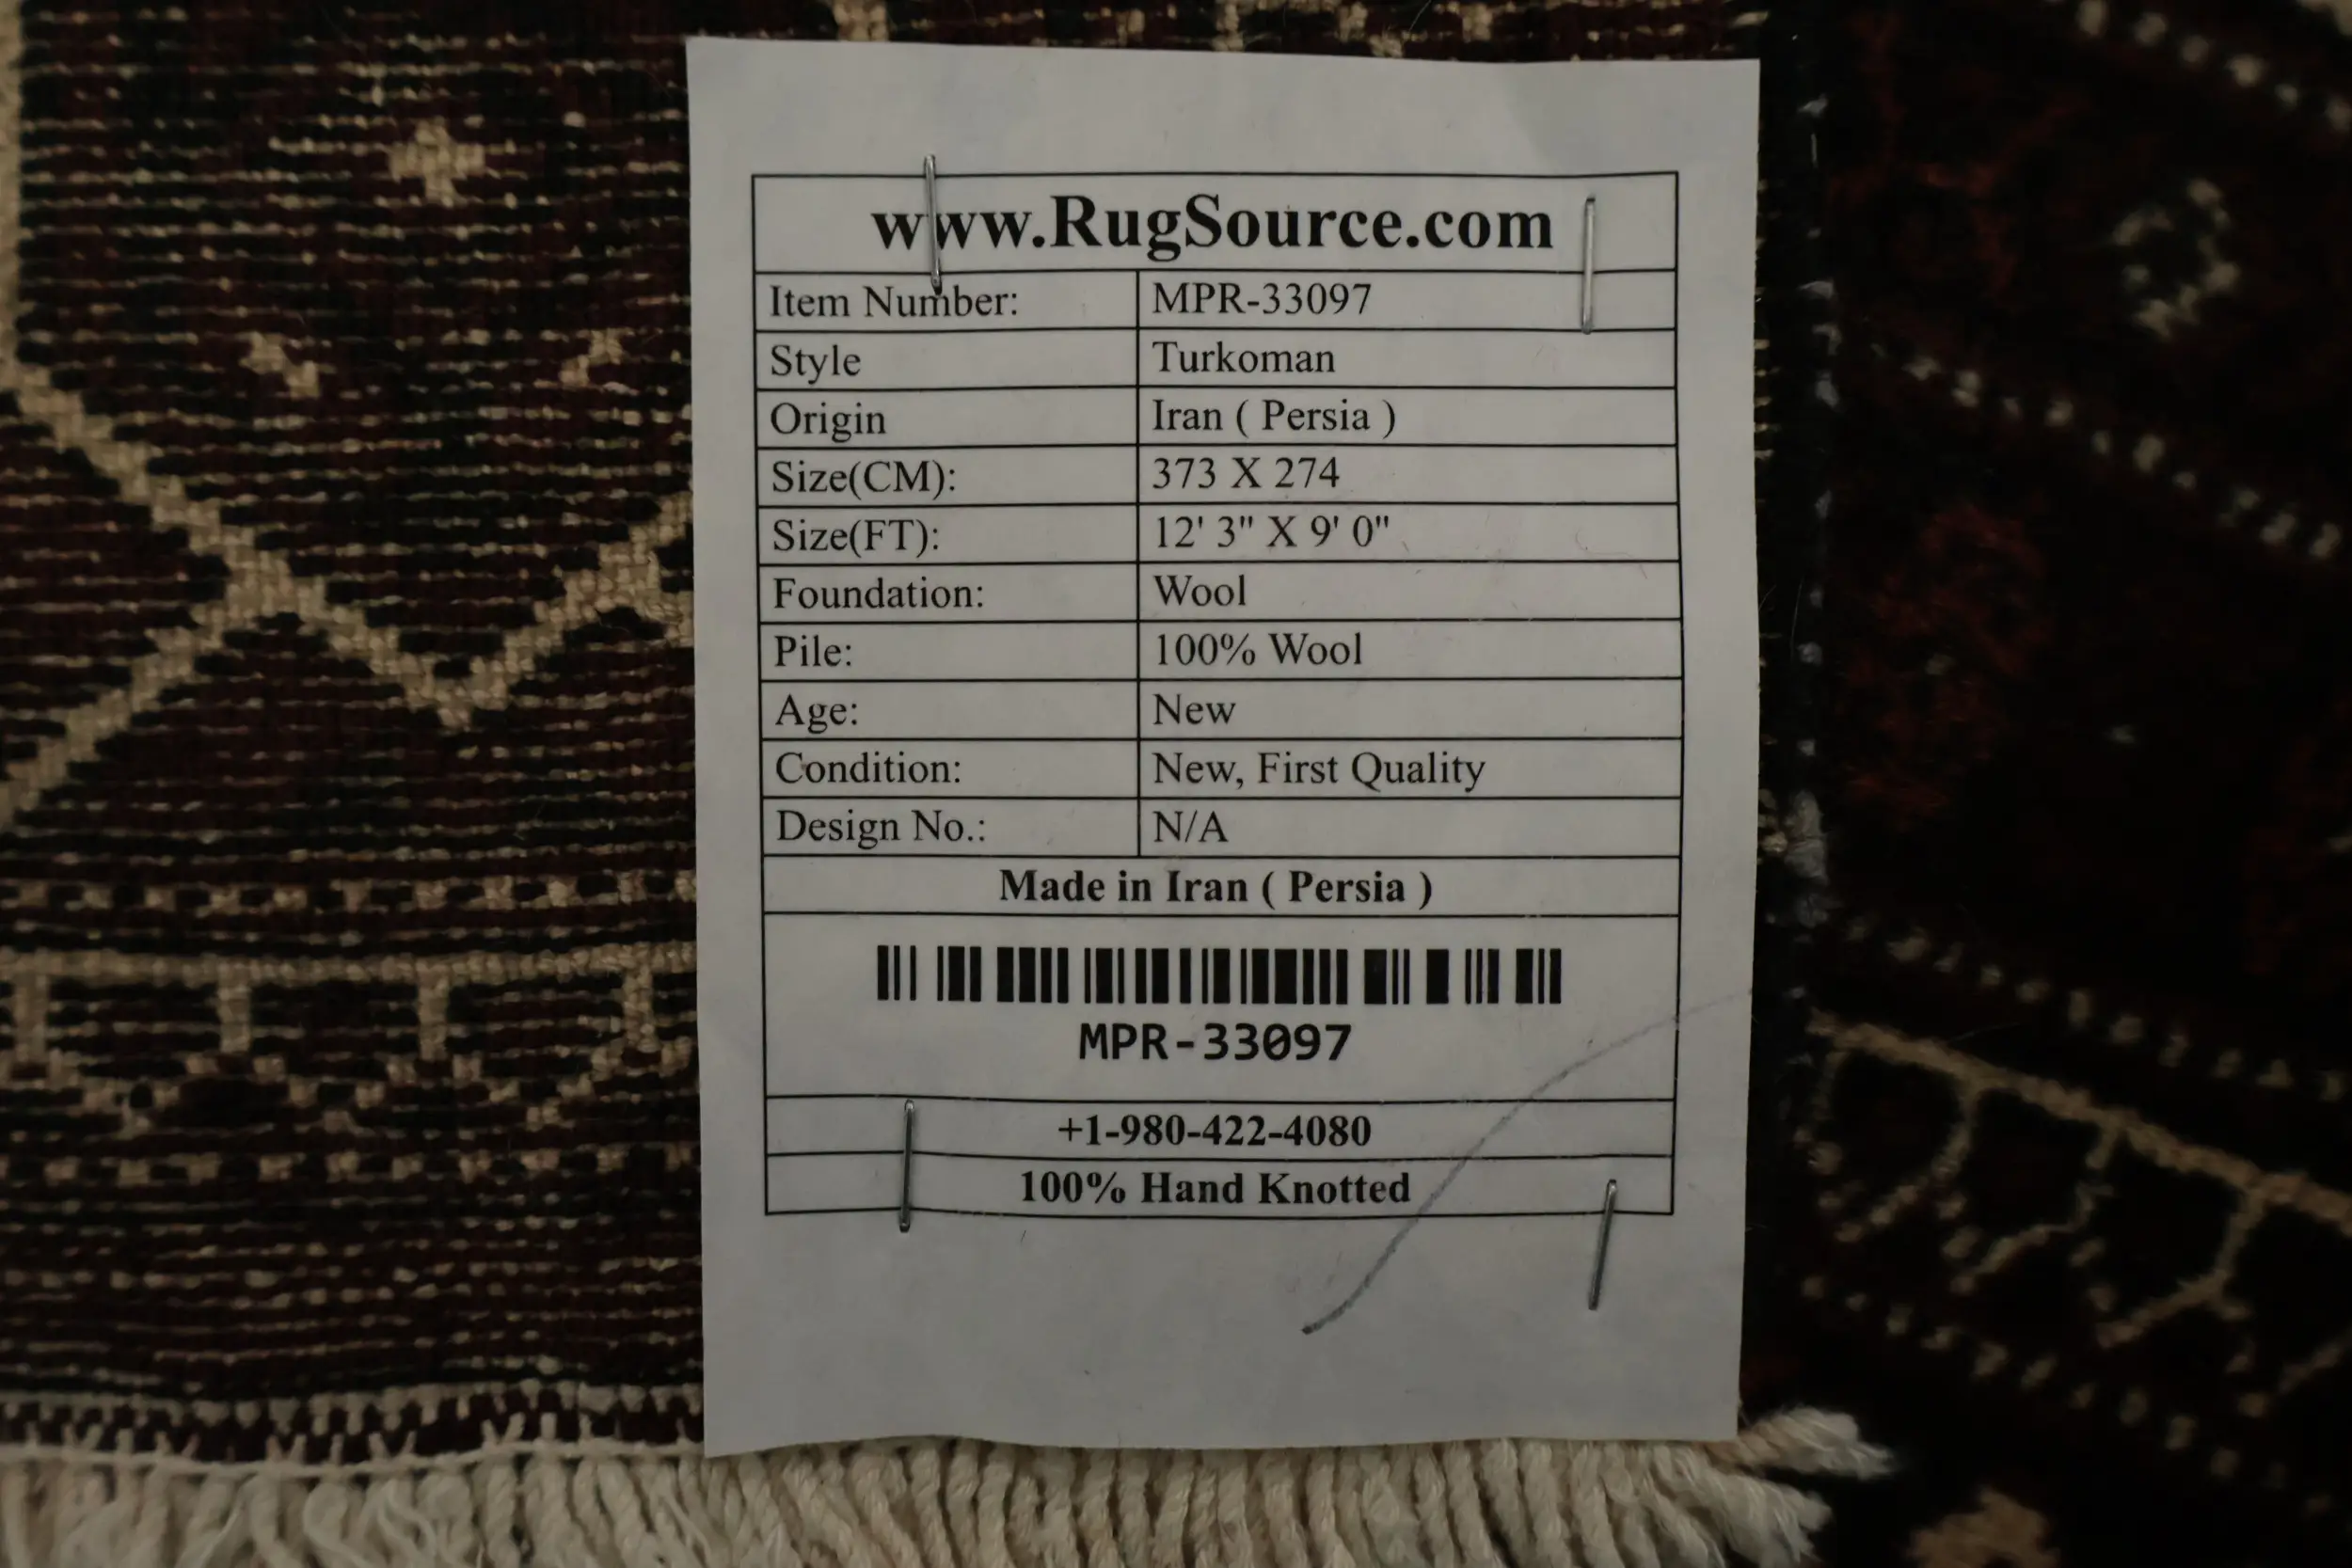 www.RugSource.com
Item Number: MPR-33097
Style Turkoman
Origin Iran ( Persia )
Size(CM): 373 X 274
Size(FT): 12' 3" X 9' 0"
Foundation: Wool
Pile: 100% Wool
Age: New
Condition: New, First Quality
Design No.: N/A
Made in Iran ( Persia )
MPR-33097
+1-980-422-4080
100% Hand Knotted